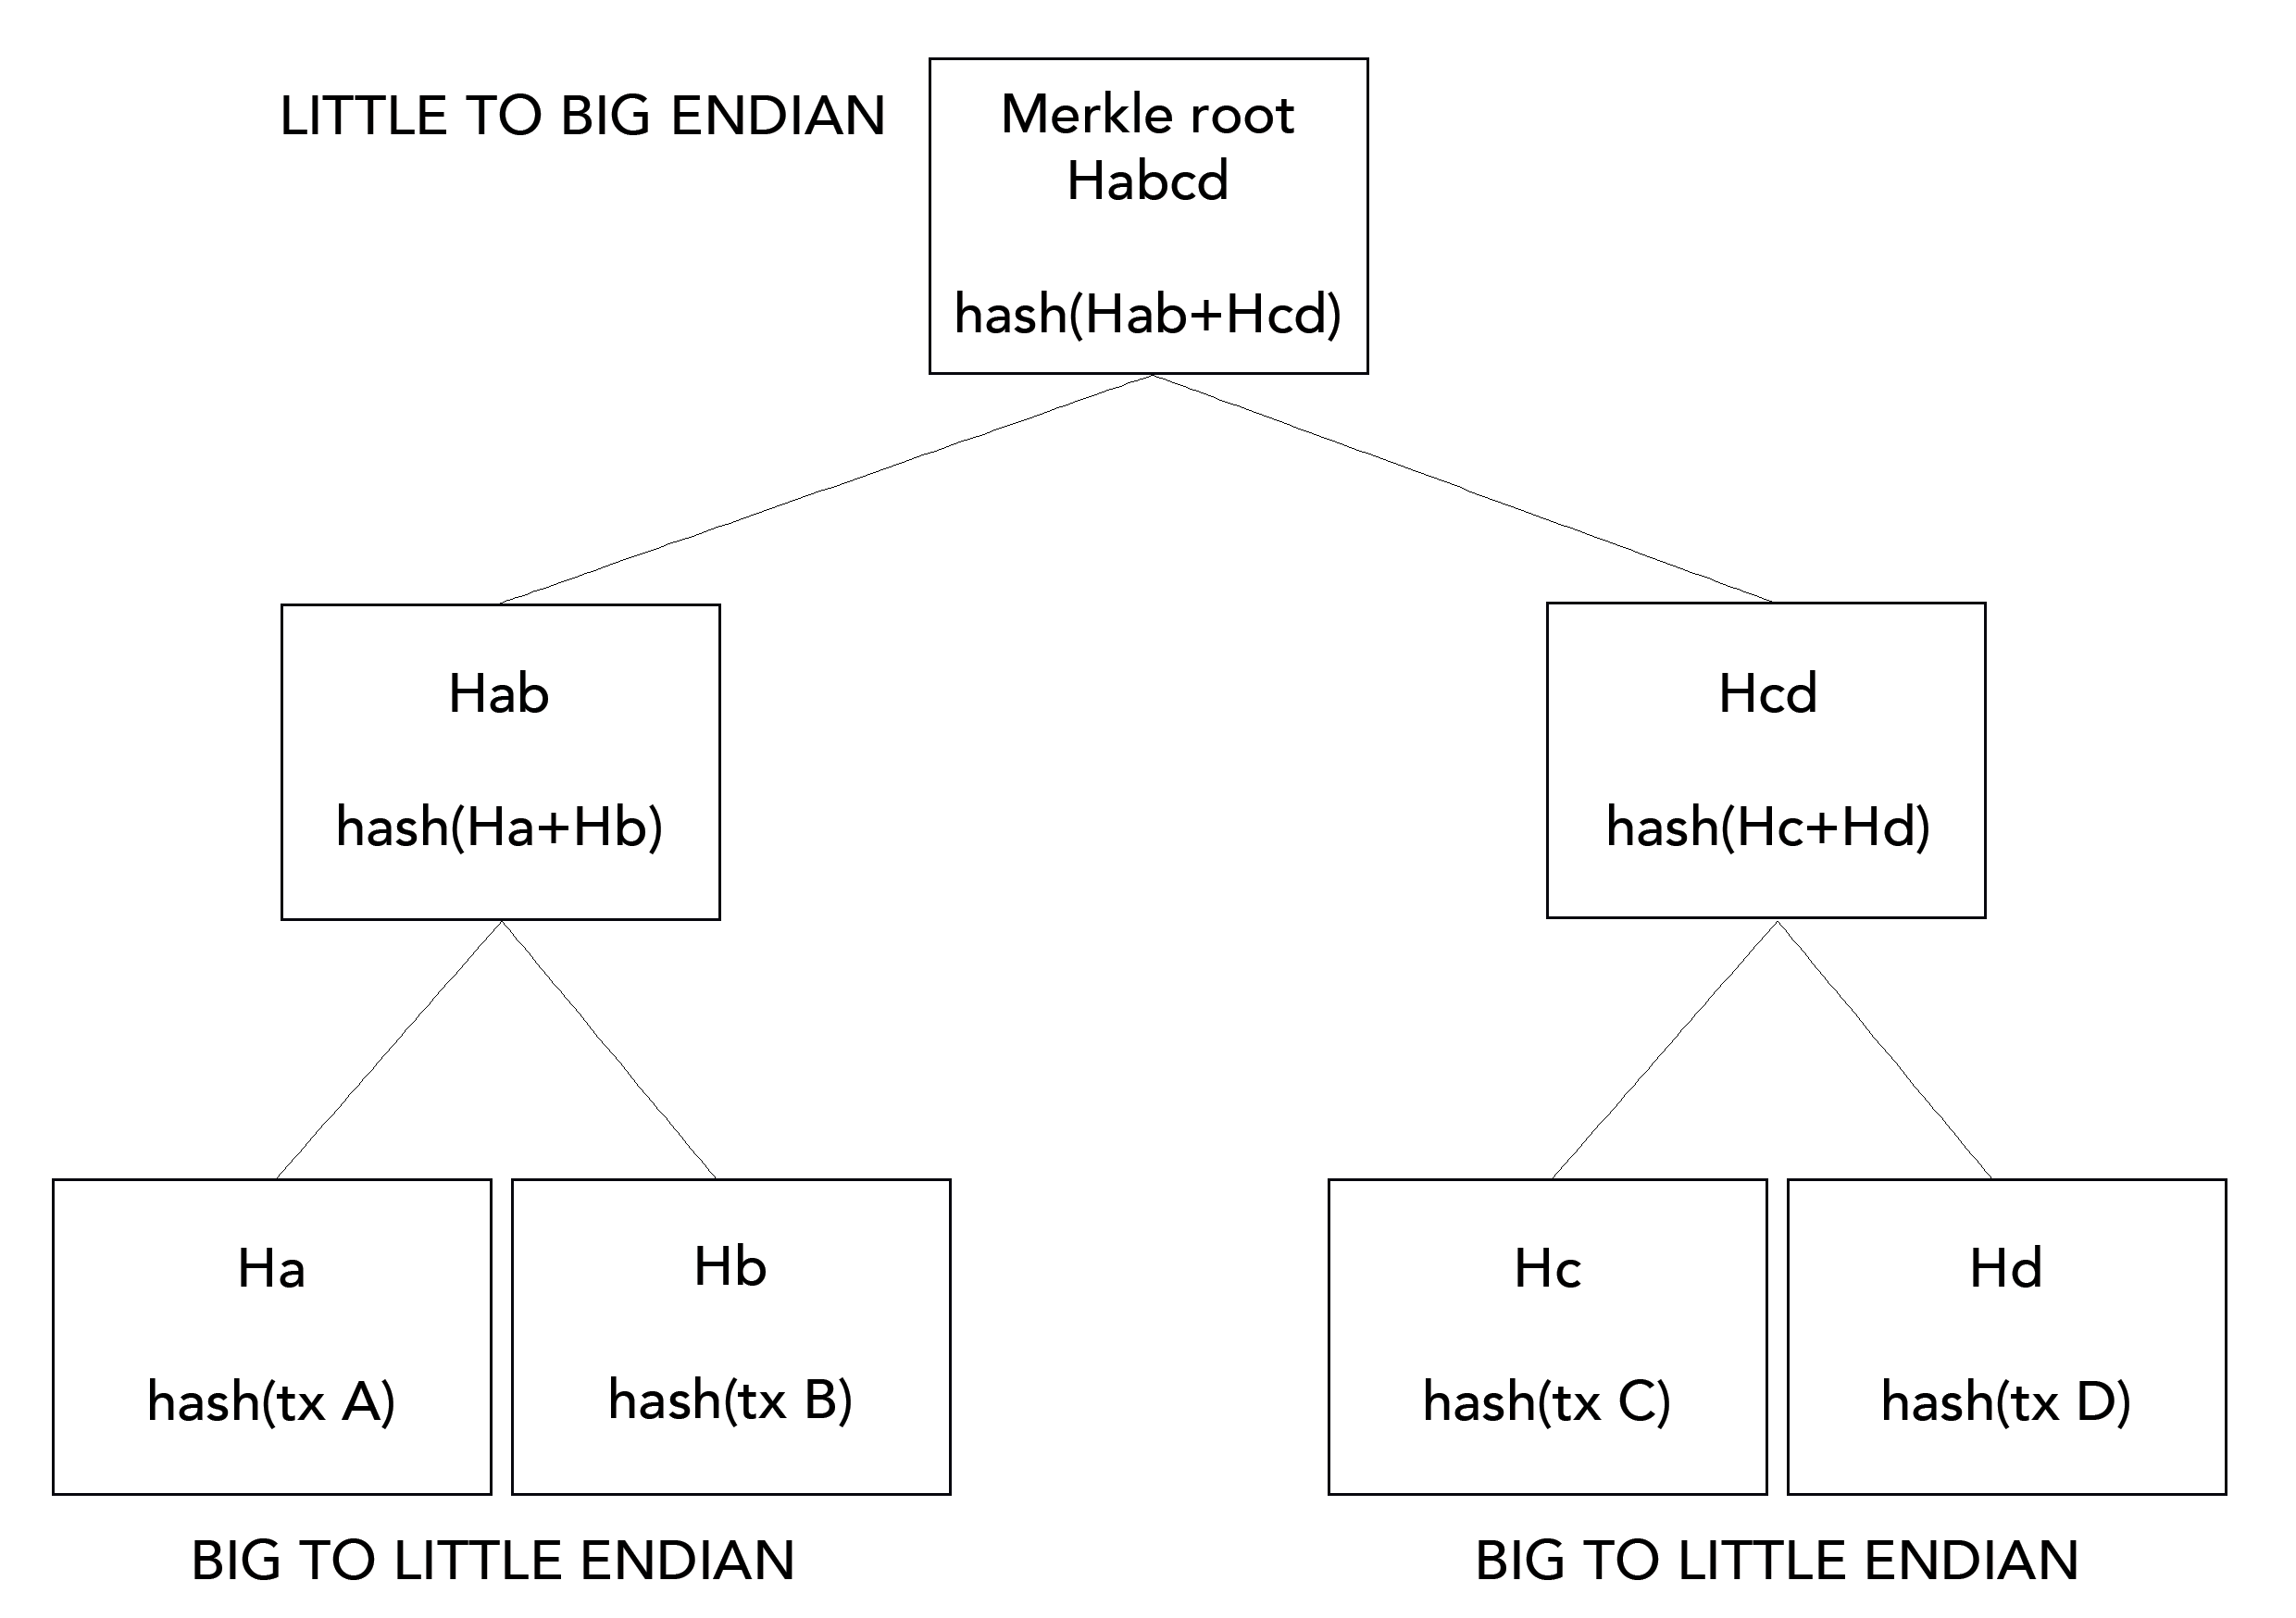 LITTLE TO BIG ENDIAN
Merkle root
Habcd
hash(Hab+Hcd)
Hab
hash(Ha+Hb)
Hcd
hash(Hc+Hd)
Ha
hash(tx A)
Hb
hash(tx B)
Hc
hash(tx C)
Hd
hash(tx D)
BIG TO LITTLE ENDIAN
BIG TO LITTLE ENDIAN